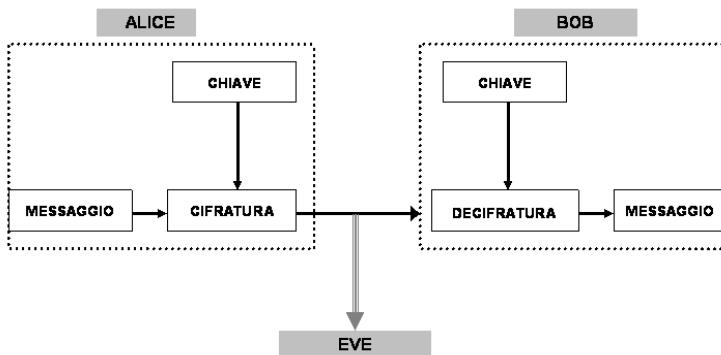 ALICE
BOB
CHIAVE
CHIAVE
MESSAGGIO
CIFRATURA
DECIFRATURA
MESSAGGIO
EVE